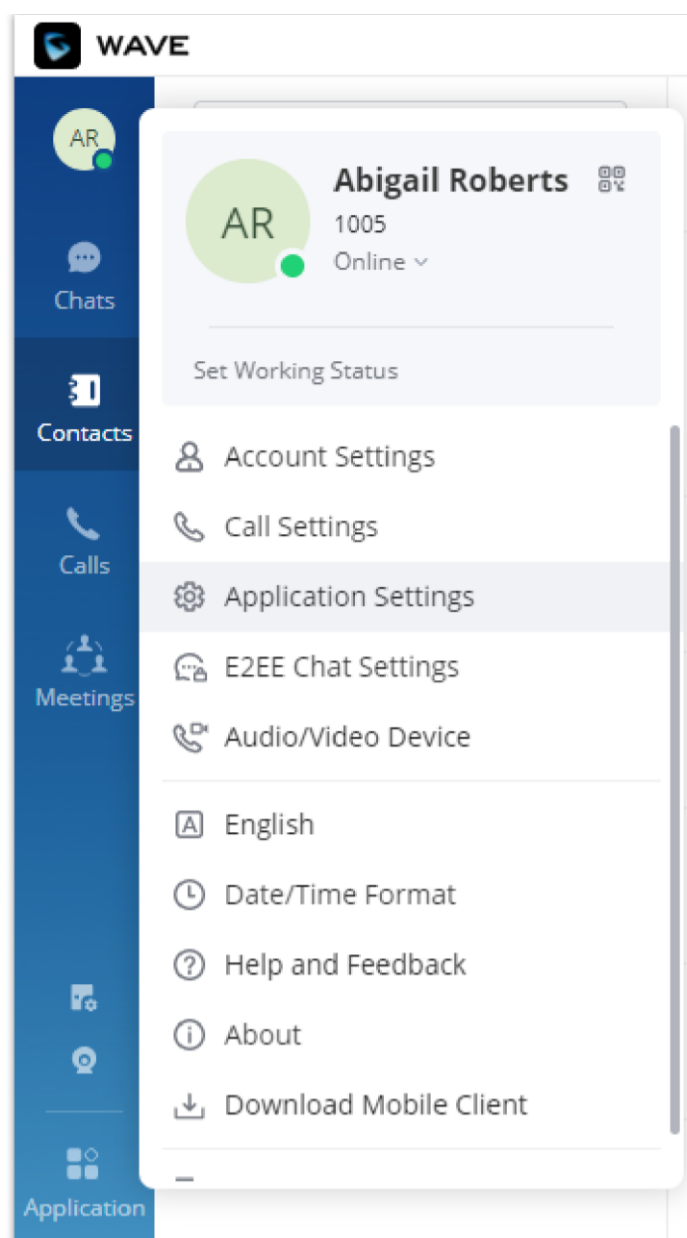 WAVE
AR
Chats
Contacts
Calls
Meetings
Application
AR
Abigail Roberts
1005
Online
Set Working Status
Account Settings
Call Settings
Application Settings
E2EE Chat Settings
Audio/Video Device
A
English
Date/Time Format
Help and Feedback
About
Download Mobile Client